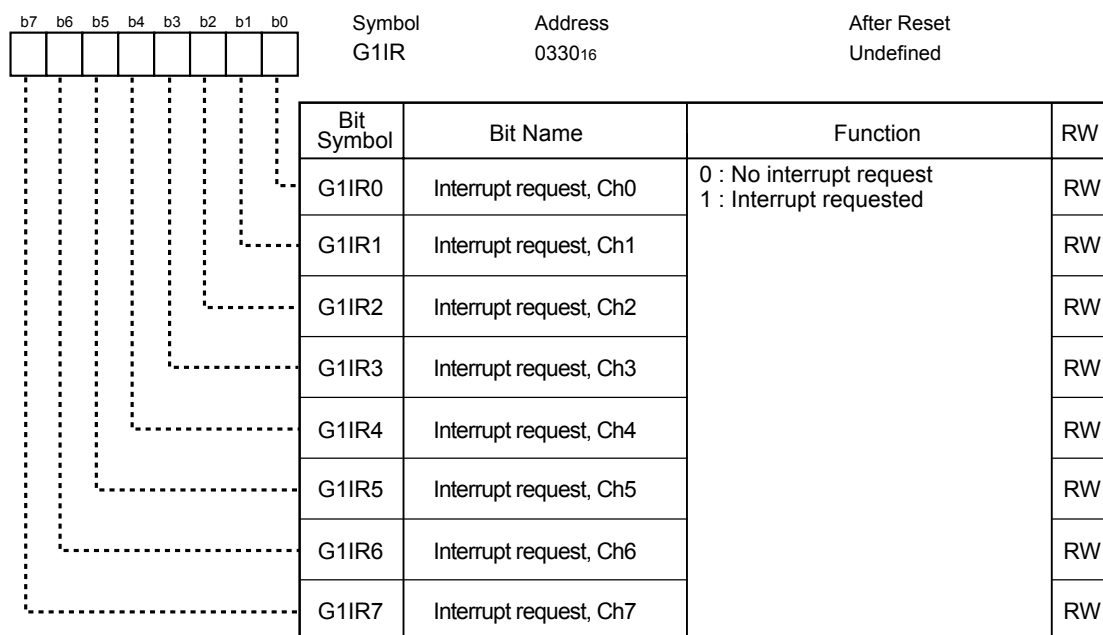 b7 b6 b5 b4 b3 b2 b1 b0
Symbol Address After Reset
G1IR 033016 Undefined
Bit Symbol Bit Name Function RW
G1IR0 Interrupt request, Ch0 0 : No interrupt request RW
1 : Interrupt requested
G1IR1 Interrupt request, Ch1 RW
G1IR2 Interrupt request, Ch2 RW
G1IR3 Interrupt request, Ch3 RW
G1IR4 Interrupt request, Ch4 RW
G1IR5 Interrupt request, Ch5 RW
G1IR6 Interrupt request, Ch6 RW
G1IR7 Interrupt request, Ch7 RW